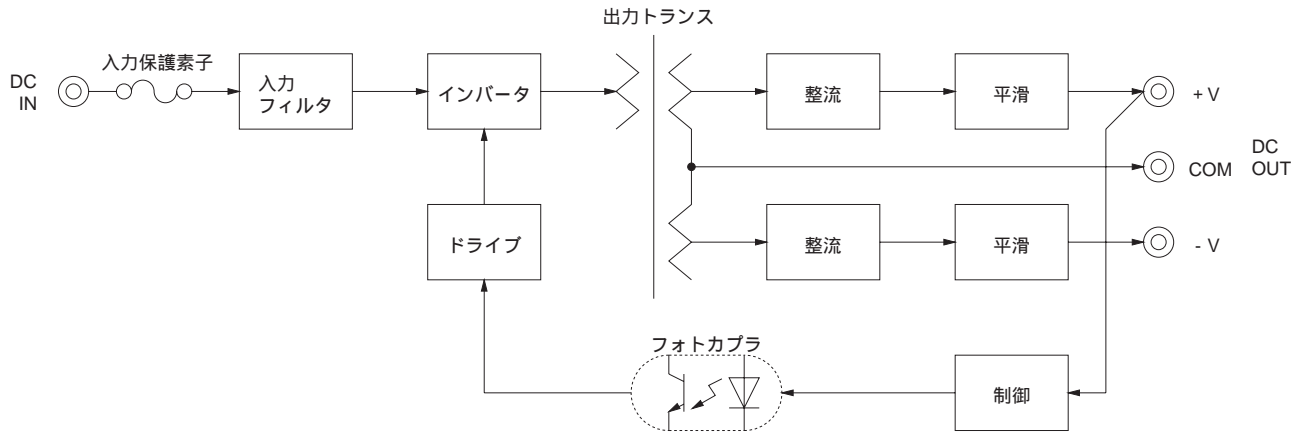 出力トランス
入力保護素子
DC
IN
入力
フィルタ
インバータ
整流
平滑
+ V
COM
DC
OUT
ドライブ
整流
平滑
- V
フォトカプラ
制御